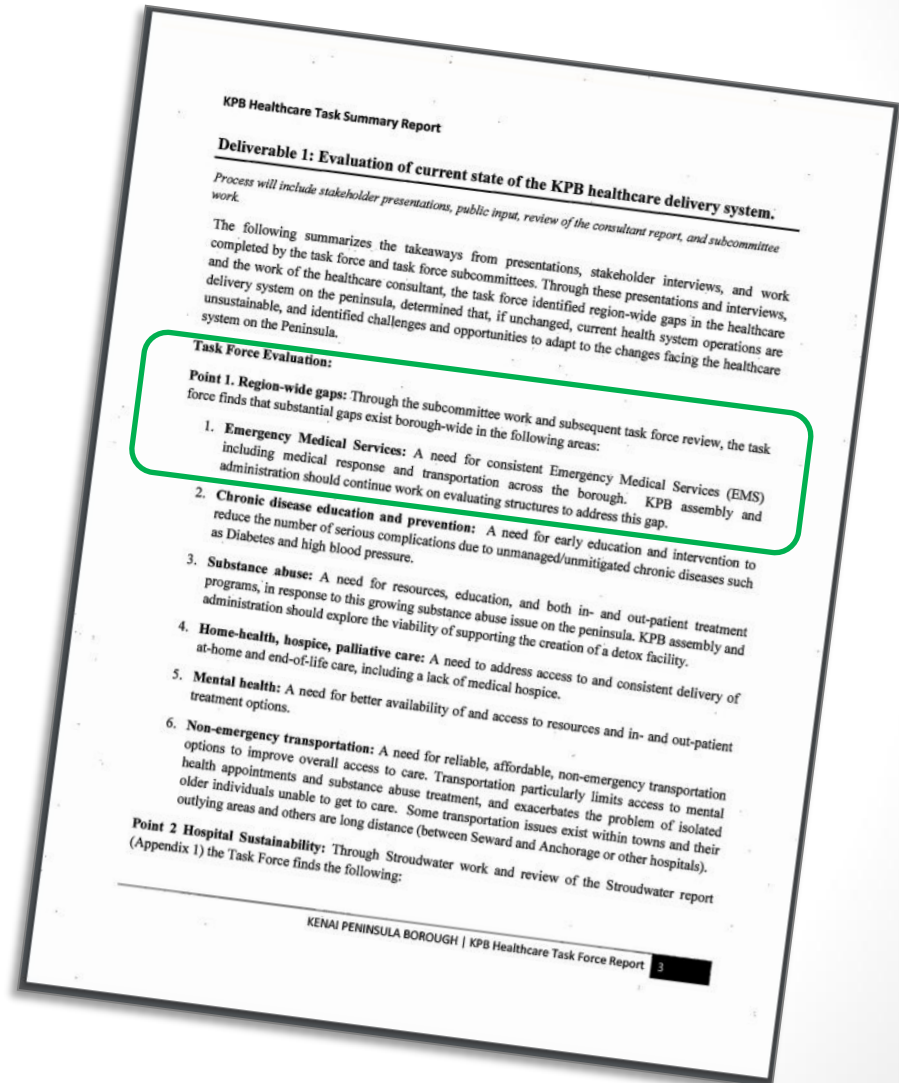 KPB Healthcare Task Summary Report
Deliverable 1: Evaluation of current state of the KPB healthcare delivery system.
Process will include stakeholder presentations, public input, review of the consultant report, and subcommittee
work.
The following summarizes the takeaways from presentations, stakeholder interviews, and work
completed by the task force and task force subcommittees. Through these presentations and interviews,
and the work of the healthcare consultant, the task force identified region-wide gaps in the healthcare
delivery system on the peninsula, determined that, if unchanged, current health system operations are
unsustainable, and identified challenges and opportunities to adapt to the changes facing the healthcare
system on the Peninsula.
Task Force Evaluation:
Point 1. Region-wide gaps: Through the subcommittee work and subsequent task force review, the task
force finds that substantial gaps exist borough-wide in the following areas:
1. Emergency Medical Services: A need for consistent Emergency Medical Services (EMS)
including medical response and transportation across the borough. KPB assembly and
administration should continue work on evaluating structures to address this gap.
2. Chronic disease education and prevention: A need for early education and intervention to
reduce the number of serious complications due to unmanaged/unmitigated chronic diseases such
as Diabetes and high blood pressure.
3. Substance abuse: A need for resources, education, and both in- and out-patient treatment
programs, in response to this growing substance abuse issue on the peninsula. KPB assembly and
administration should explore the viability of supporting the creation of a detox facility.
4. Home-health, hospice, palliative care: A need to address access to and consistent delivery of
at-home and end-of-life care, including a lack of medical hospice.
5. Mental health: A need for better availability of and access to resources and in- and out-patient
treatment options.
6. Non-emergency transportation: A need for reliable, affordable, non-emergency transportation
options to improve overall access to care. Transportation particularly limits access to mental
health appointments and substance abuse treatment, and exacerbates the problem of isolated
older individuals unable to get to care. Some transportation issues exist within towns and their
outlying areas and others are long distance (between Seward and Anchorage or other hospitals).
Point 2 Hospital Sustainability: Through Stroudwater work and review of the Stroudwater report
(Appendix 1) the Task Force finds the following:
KENAI PENINSULA BOROUGH | KPB Healthcare Task Force Report 3